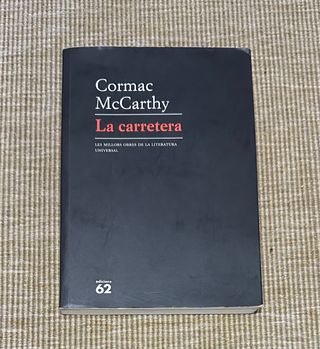 Cormac
McCarthy
La carretera
LES MILLORS OBRES DE LA LITERATURA
UNIVERSAL
edicions
62